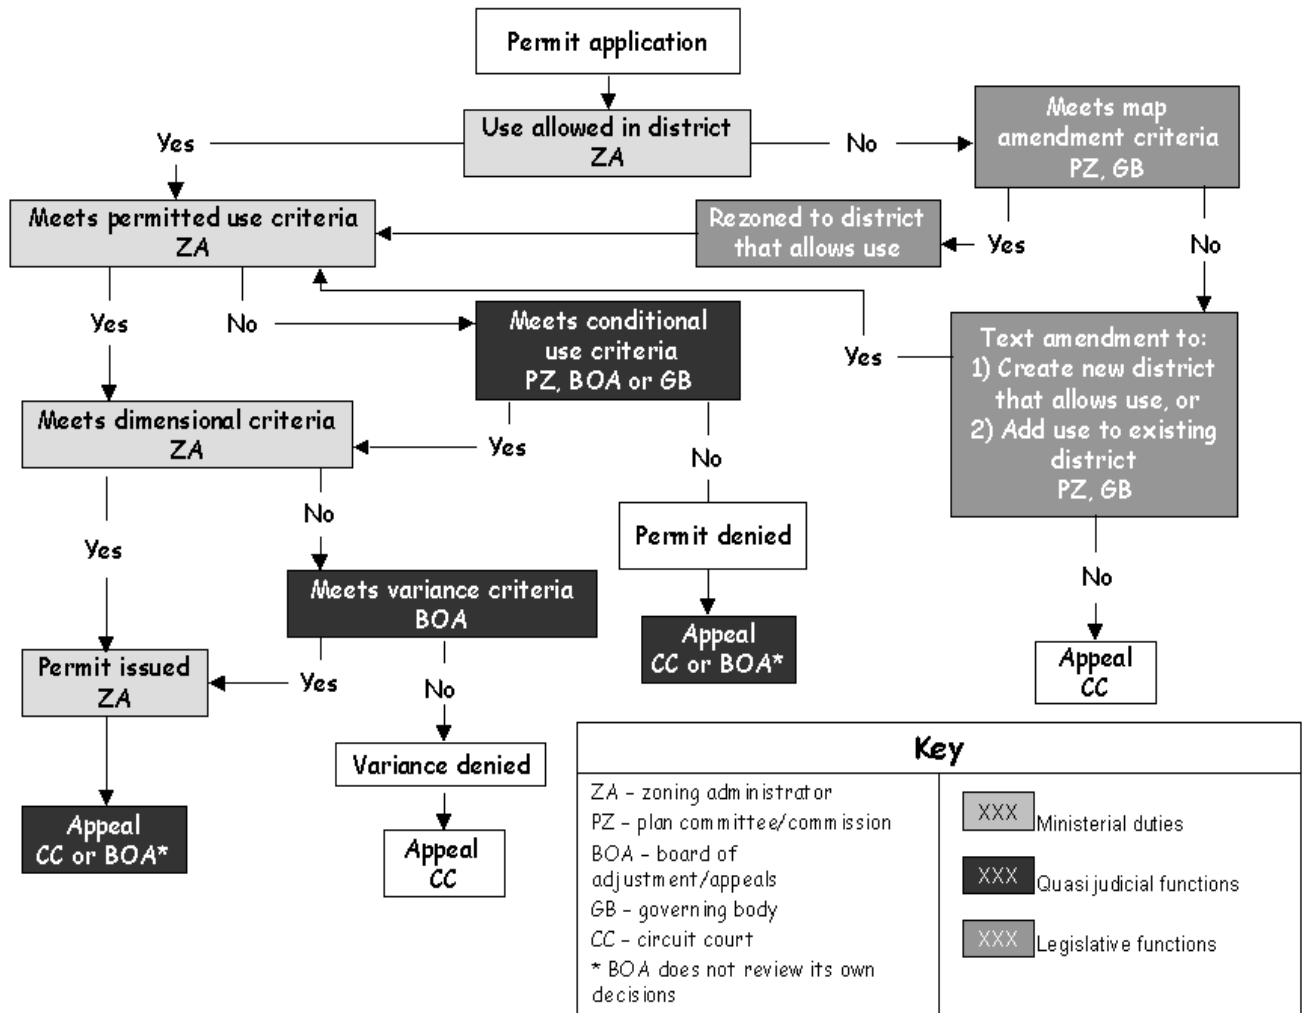 Permit application
Use allowed in district
ZA
Yes
No
Meets map
amendment criteria
PZ, GB
Meets permitted use criteria
ZA
Rezoned to district
that allows use
Yes
No
Yes
No
Meets conditional
use criteria
PZ, BOA or GB
Yes
Text amendment to:
1) Create new district
that allows use, or
2) Add use to existing
district
PZ, GB
Meets dimensional criteria
ZA
Yes
No
Yes
No
Permit denied
No
Meets variance criteria
BOA
Appeal
CC or BOA*
Appeal
CC
Permit issued
ZA
Yes
No
Variance denied
Appeal
CC or BOA*
Appeal
CC
Key
ZA – zoning administrator
PZ – plan committee/commission
BOA – board of
adjustment/appeals
GB – governing body
CC – circuit court
* BOA does not review its own
decisions
XXX Ministerial duties
XXX Quasi judicial functions
XXX Legislative functions